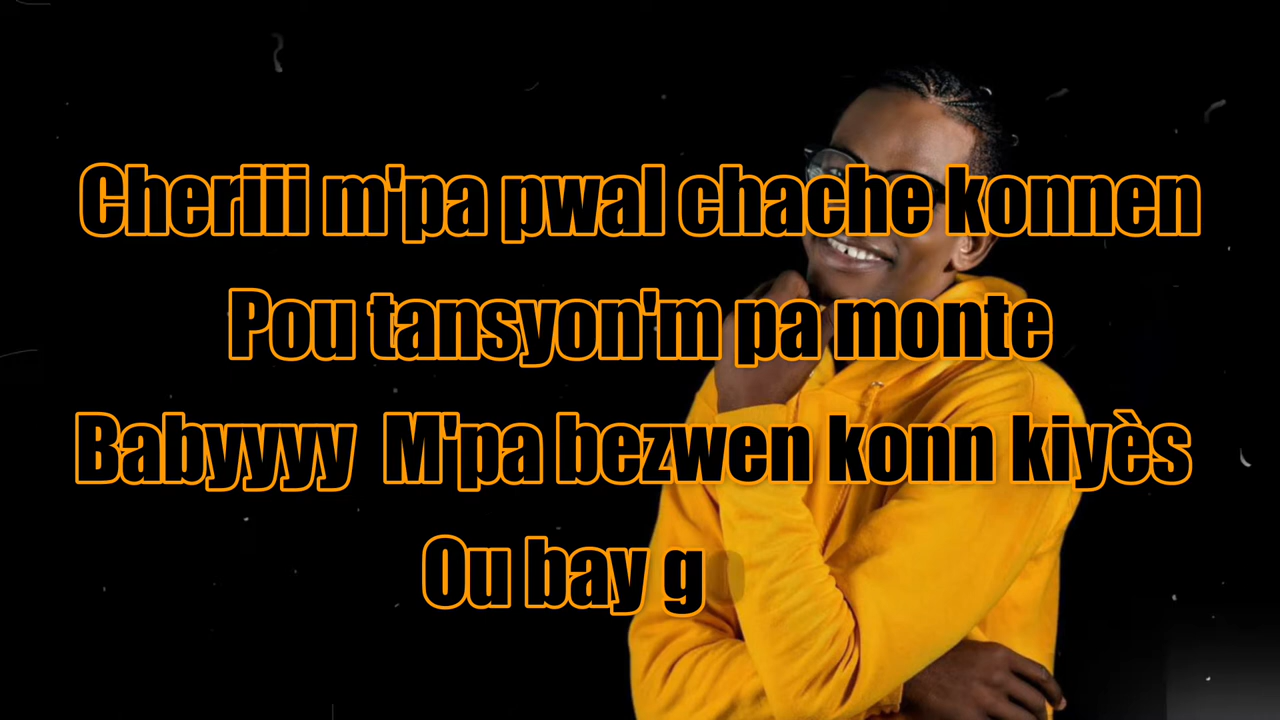 Cheriii m'pa pwal chache konnen
Pou tansyon'm pa monte
Babyyyy M'pa bezwen konn kiyès
Ou bay g